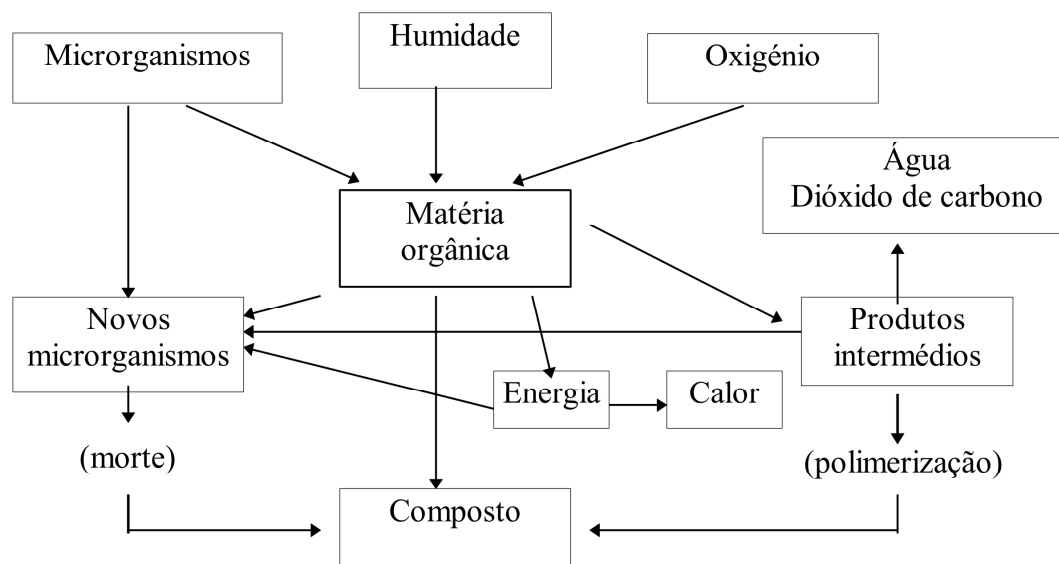 Microrganismos
Humidade
Oxigénio
Água
Dióxido de carbono
Matéria
orgânica
Novos
microrganismos
Produtos
intermédios
Energia
Calor
(morte)
(polimerização)
Composto